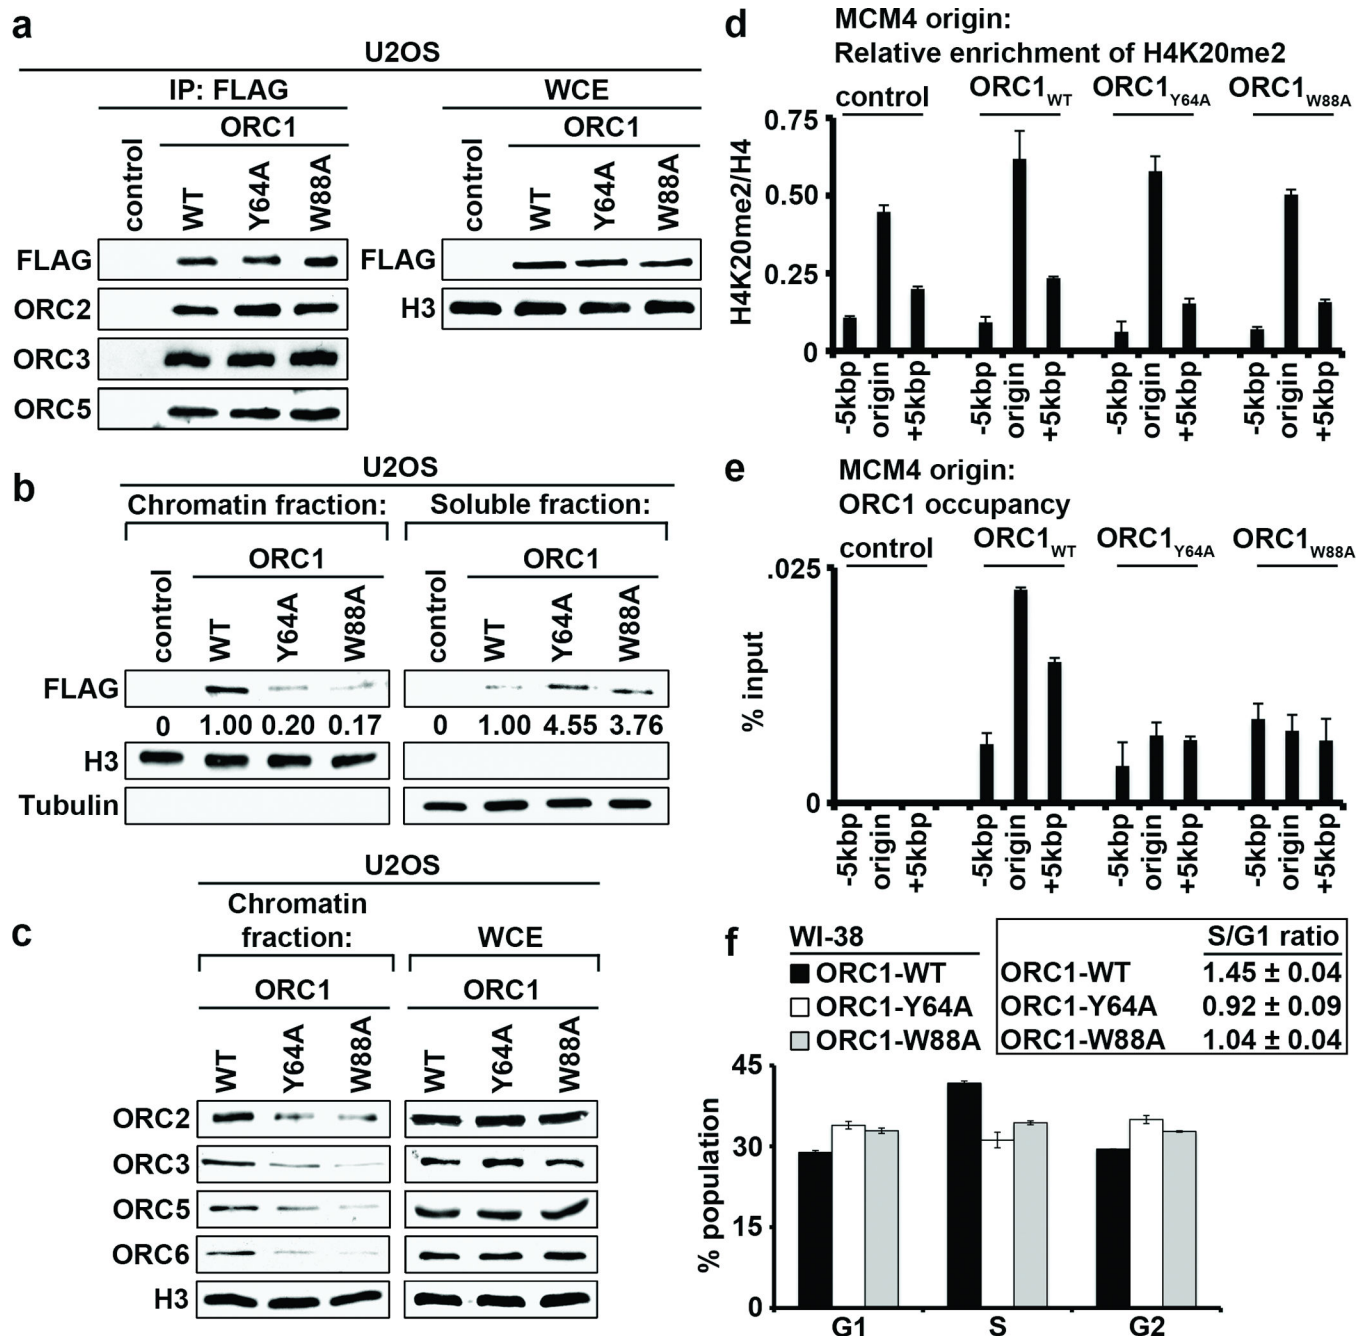 a
U2OS
IP: FLAG
WCE
ORC1
ORC1
control
WT
Y64A
W88A
control
WT
Y64A
W88A
FLAG
ORC2
ORC3
ORC5
FLAG
H3
b
U2OS
Chromatin fraction:
Soluble fraction:
ORC1
ORC1
control
WT
Y64A
W88A
control
WT
Y64A
W88A
FLAG
0 1.00 0.20 0.17
0 1.00 4.55 3.76
H3
Tubulin
c
U2OS
Chromatin
fraction:
WCE
ORC1
ORC1
WT
Y64A
W88A
WT
Y64A
W88A
ORC2
ORC3
ORC5
ORC6
H3
d
MCM4 origin:
Relative enrichment of H4K20me2
control
ORC1WT
ORC1Y64A
ORC1W88A
H4K20me2/H4
0.75
0.50
0.25
0
-5kbp
origin
+5kbp
-5kbp
origin
+5kbp
-5kbp
origin
+5kbp
-5kbp
origin
+5kbp
e
MCM4 origin:
ORC1 occupancy
control
ORC1WT
ORC1Y64A
ORC1W88A
% input
.025
0
-5kbp
origin
+5kbp
-5kbp
origin
+5kbp
-5kbp
origin
+5kbp
-5kbp
origin
+5kbp
f
WI-38
ORC1-WT
ORC1-Y64A
ORC1-W88A
S/G1 ratio
ORC1-WT 1.45 ± 0.04
ORC1-Y64A 0.92 ± 0.09
ORC1-W88A 1.04 ± 0.04
% population
45
30
15
0
G1
S
G2